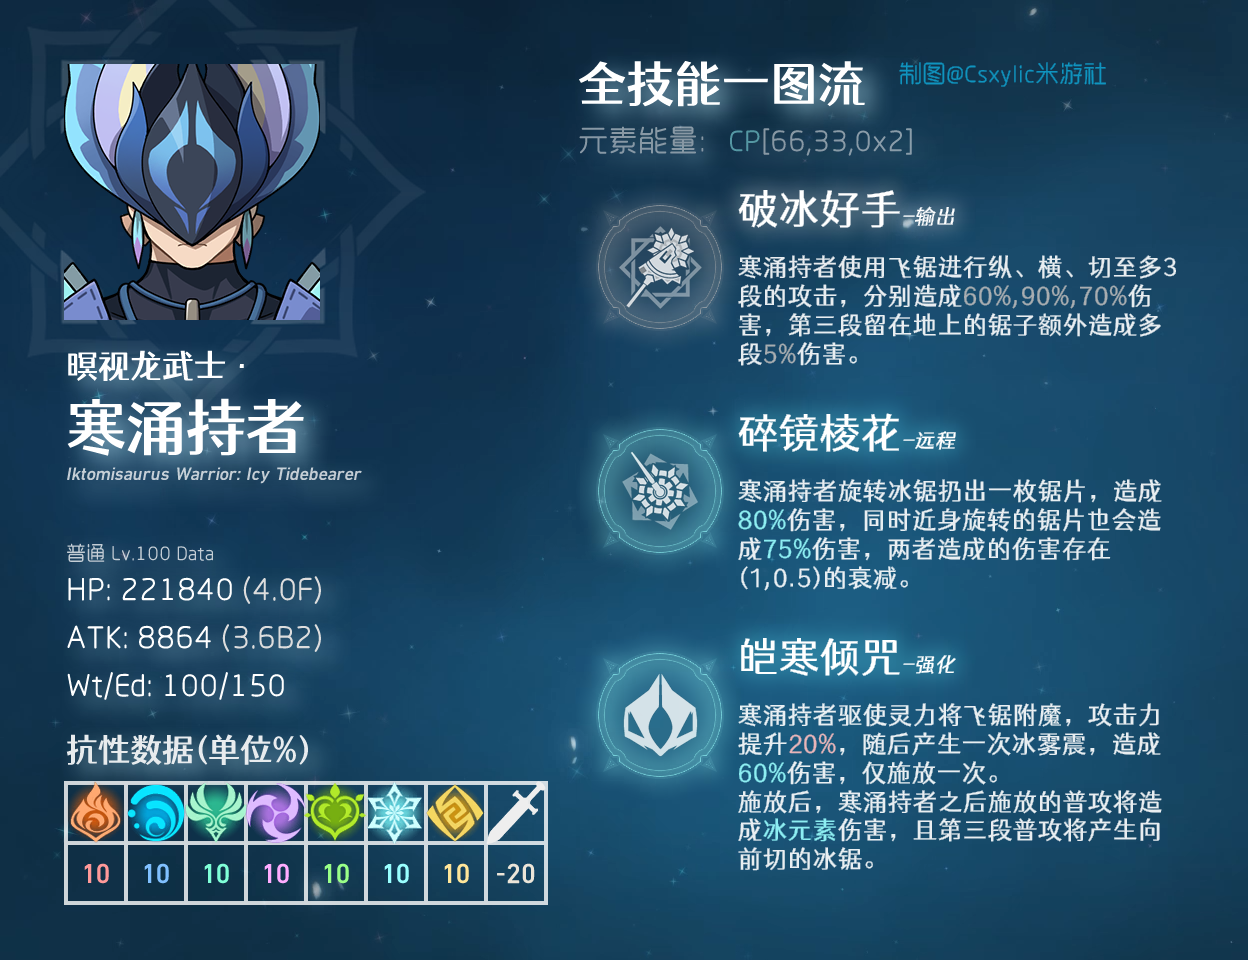 暝视龙武士 ·
寒涌持者
Iktomisaurus Warrior: Icy Tidebearer
普通 Lv.100 Data
HP: 221840 (4.0F)
ATK: 8864 (3.6B2)
Wt/Ed: 100/150
抗性数据(单位%)
10 10 10 10 10 10 10 -20
全技能一图流
制图@Csxylic米游社
元素能量： CP[66,33,0x2]
破冰好手–输出
寒涌持者使用飞锯进行纵、横、切至多3
段的攻击，分别造成60%,90%,70%伤
害，第三段留在地上的锯子额外造成多
段5%伤害。
碎镜棱花–远程
寒涌持者旋转冰锯扔出一枚锯片，造成
80%伤害，同时近身旋转的锯片也会造
成75%伤害，两者造成的伤害存在
(1,0.5)的衰减。
皑寒倾咒–强化
寒涌持者驱使灵力将飞锯附魔，攻击力
提升20%，随后产生一次冰雾震，造成
60%伤害，仅施放一次。
施放后，寒涌持者之后施放的普攻将造
成冰元素伤害，且第三段普攻将产生向
前切的冰锯。